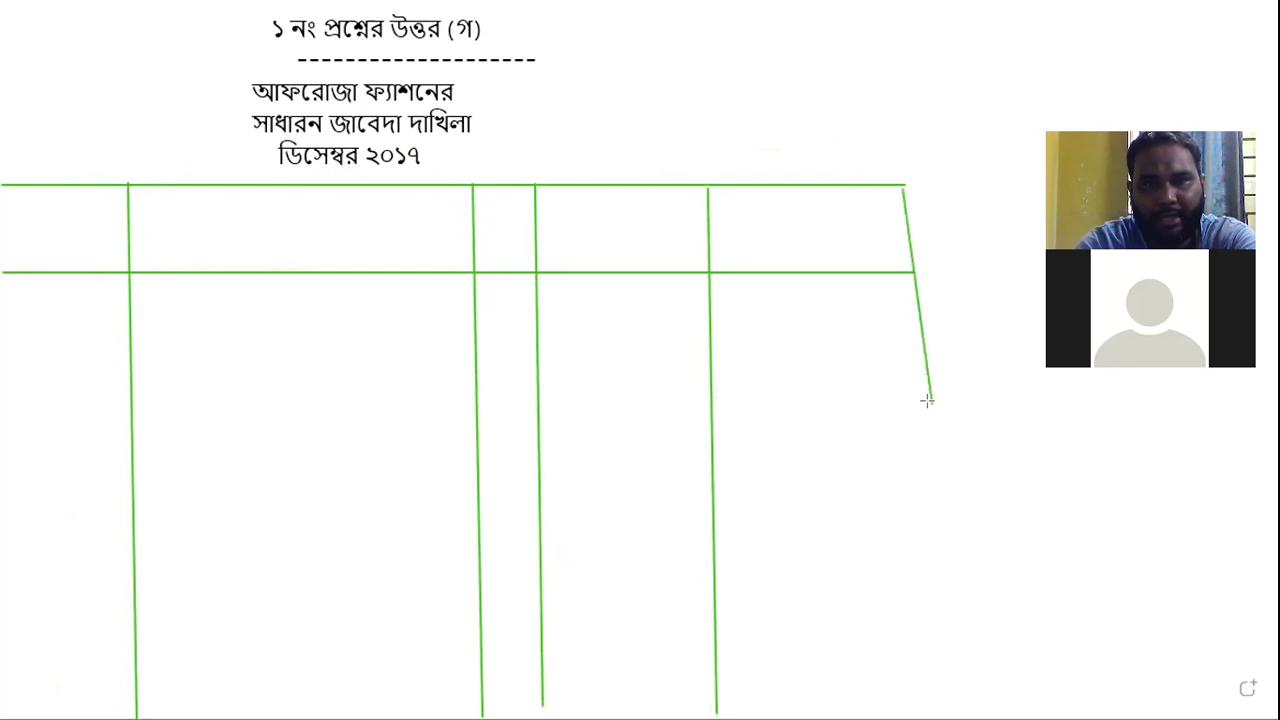 ১ নং প্রশ্নের উত্তর (গ)
--------------------
আফরোজা ফ্যাশনের
সাধারন জাবেদা দাখিলা
ডিসেম্বর ২০১৭